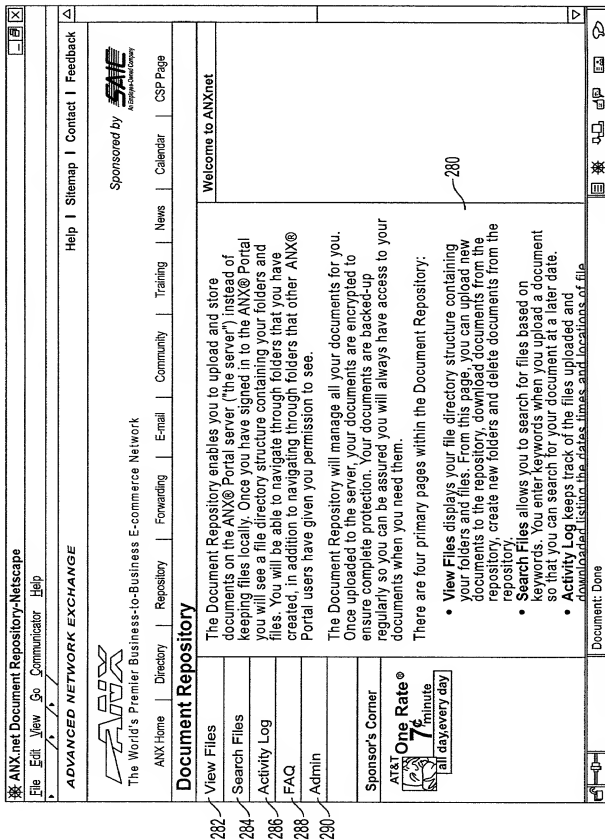 ANX.net Document Repository-Netscape
File Edit View Go Communicator Help
ADVANCED NETWORK EXCHANGE
Help | Sitemap | Contact | Feedback
ANX
The World's Premier Business-to-Business E-commerce Network
Sponsored by SAIC
An Employee-Owned Company
ANX Home | Directory | Repository | Forwarding | E-mail | Community | Training | News | Calendar | CSP Page
Document Repository
282 View Files
284 Search Files
286 Activity Log
288 FAQ
290 Admin
Sponsor's Corner
AT&T One Rate®
7¢ minute
all day,every day
The Document Repository enables you to upload and store
documents on the ANX® Portal server ("the server") instead of
keeping files locally. Once you have signed in to the ANX® Portal
you will see a file directory structure containing your folders and
files. You will be able to navigate through folders that you have
created, in addition to navigating through folders that other ANX®
Portal users have given you permission to see.
The Document Repository will manage all your documents for you.
Once uploaded to the server, your documents are encrypted to
ensure complete protection. Your documents are backed-up
regularly so you can be assured you will always have access to your
documents when you need them.
There are four primary pages within the Document Repository:
• View Files displays your file directory structure containing
your folders and files. From this page, you can upload new
documents to the repository, download documents from the
repository, create new folders and delete documents from the
repository.
• Search Files allows you to search for files based on
keywords. You enter keywords when you upload a document
so that you can search for your document at a later date.
• Activity Log keeps track of the files uploaded and
downloaded listing the dates times and locations of file
Welcome to ANXnet
280
Document: Done